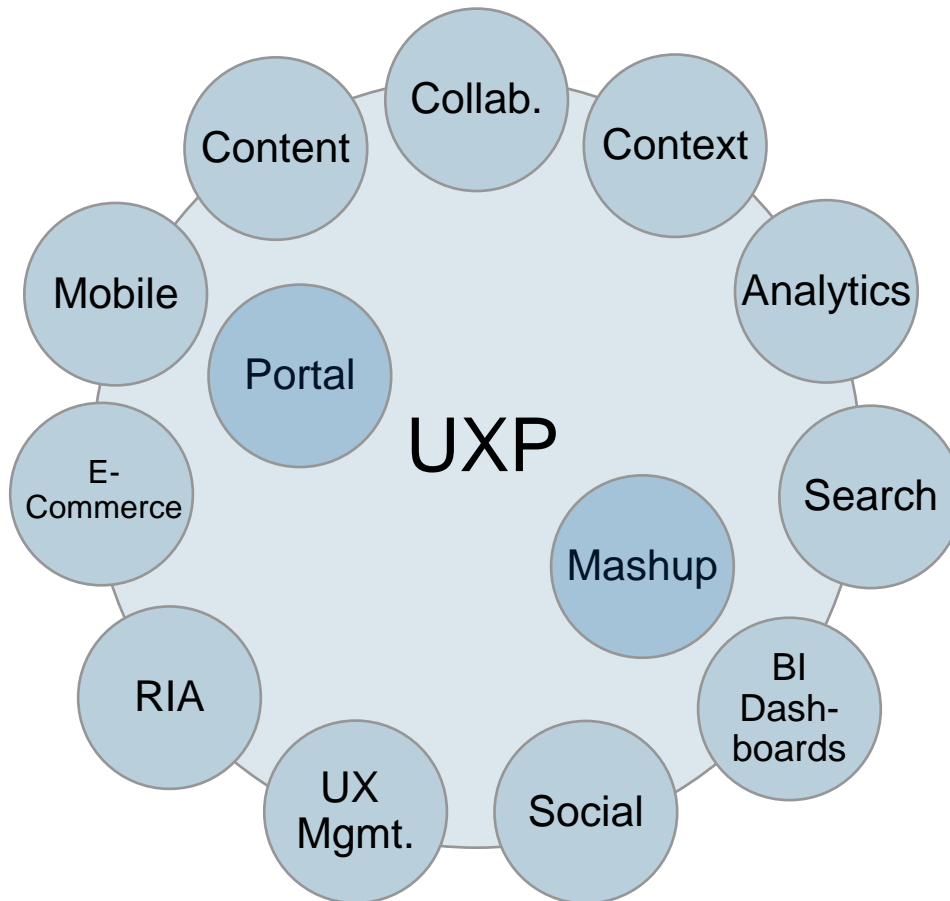 Collab.
Content
Context
Mobile
Analytics
Portal
UXP
E-
Commerce
Search
Mashup
RIA
BI
Dash-
boards
UX
Mgmt.
Social